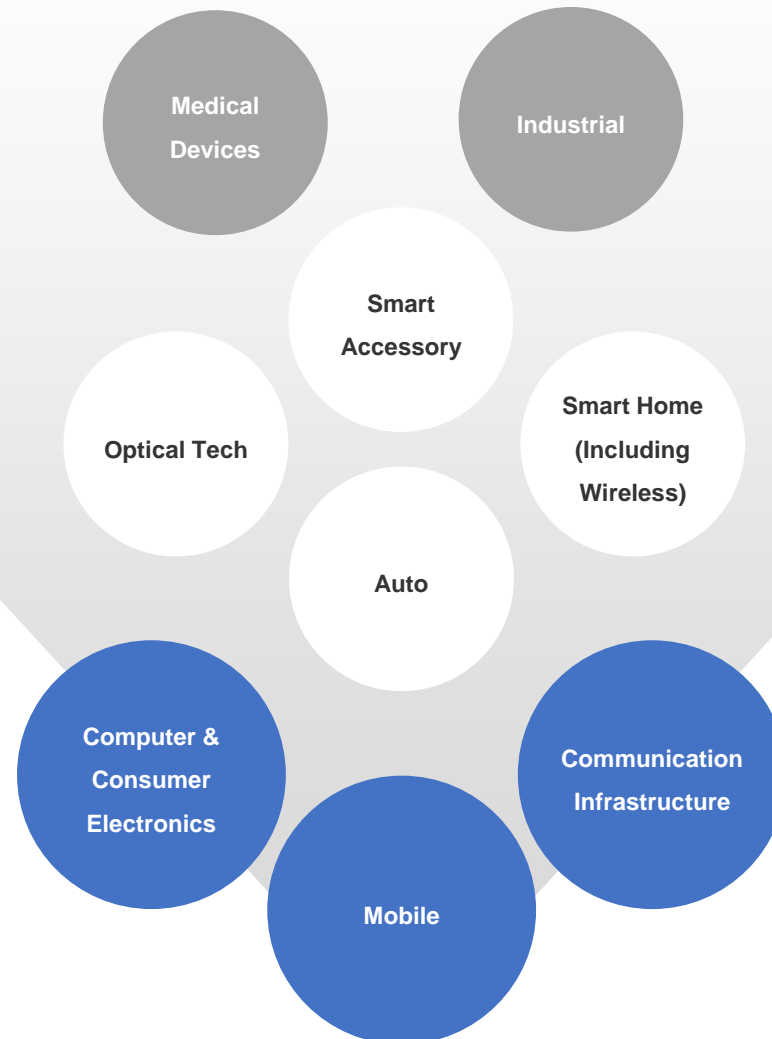 Medical
Devices
Industrial
Smart
Accessory
Optical Tech
Smart Home
(Including
Wireless)
Auto
Computer &
Consumer
Electronics
Communication
Infrastructure
Mobile